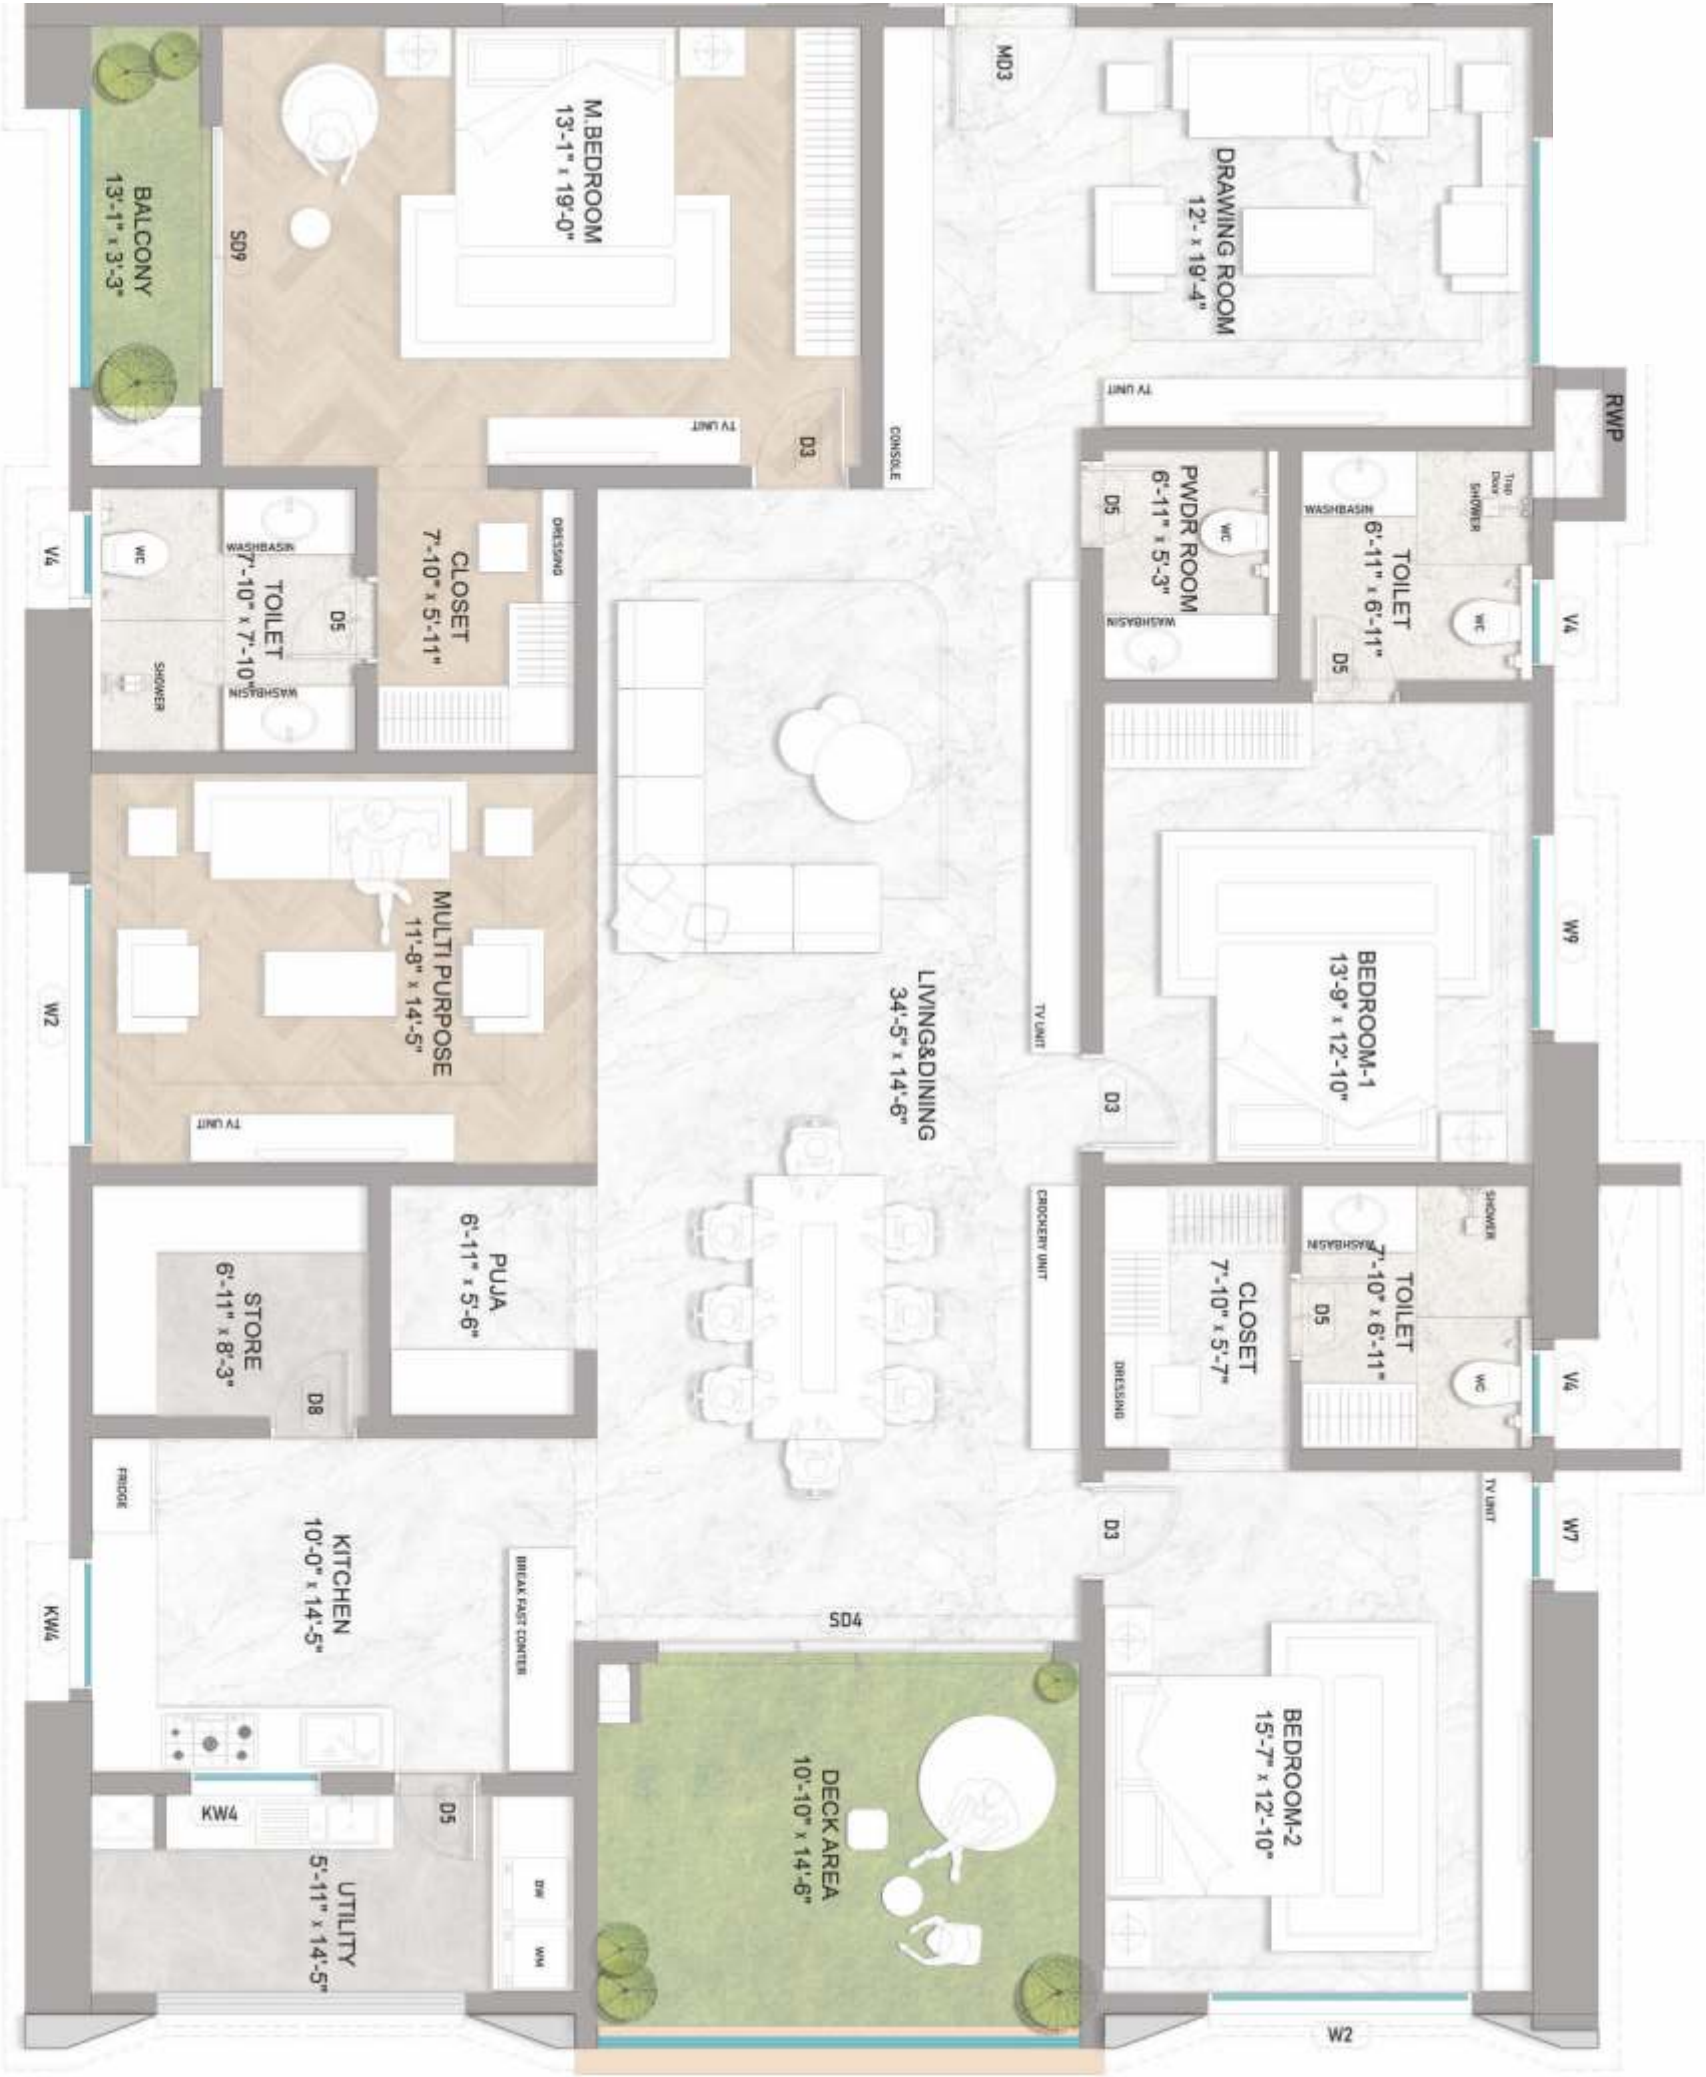 MD3
M.BEDROOM
13'-1" x 19'-0"
DRAWING ROOM
12'- x 19'-4"
BALCONY
13'-1" x 3'-3"
SD9
TV UNIT
D3
CONSOLE
TV UNIT
RWP
V4
WC
WASHBASIN
TOILET
7'-10" x 7'-10"
WASHBASIN
SHOWER
D5
CLOSET
7'-10" x 5'-11"
DRESSING
D5
PWDR ROOM
6'-11" x 5'-3"
WC
WASHBASIN
WASHBASIN
TOILET
6'-11" x 6'-11"
Trap
Door
SHOWER
WC
D5
V4
MULTI PURPOSE
11'-8" x 14'-5"
W2
TV UNIT
LIVING&DINING
34'-5" x 14'-6"
TV UNIT
BEDROOM-1
13'-9" x 12'-10"
W9
D3
STORE
6'-11" x 8'-3"
D8
PUJA
6'-11" x 5'-6"
CROCKERY UNIT
CLOSET
7'-10" x 5'-7"
DRESSING
WASHBASIN
TOILET
7'-10" x 6'-11"
SHOWER
WC
D5
V4
FRIDGE
KITCHEN
10'-0" x 14'-5"
BREAK FAST CONTER
KW4
D3
TV UNIT
W7
SD4
KW4
D5
UTILITY
5'-11" x 14'-5"
DW
WM
DECK AREA
10'-10" x 14'-6"
BEDROOM-2
15'-7" x 12'-10"
W2